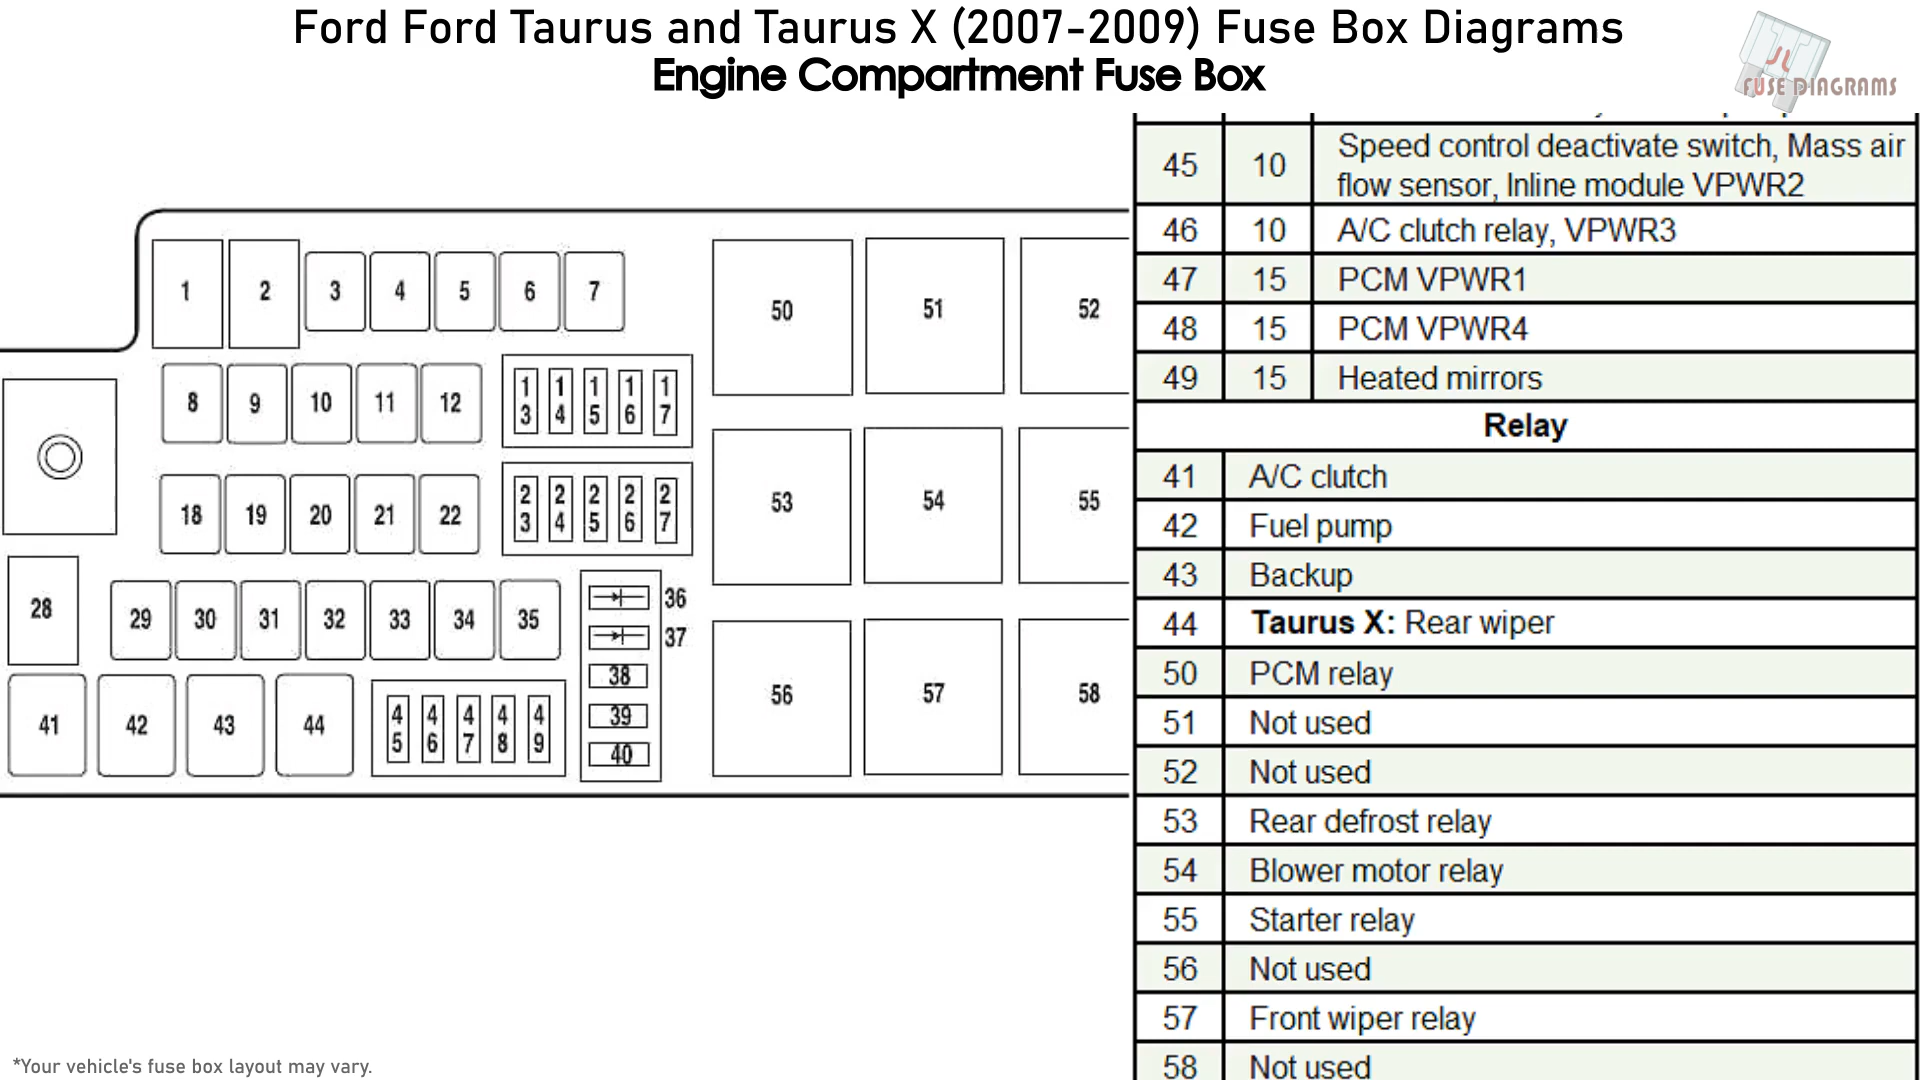 Ford Ford Taurus and Taurus X (2007-2009) Fuse Box Diagrams
Engine Compartment Fuse Box
JL
FUSE DIAGRAMS
1 2 3 4 5 6 7
8 9 10 11 12 13 14 15 16 17
18 19 20 21 22 23 24 25 26 27
28 29 30 31 32 33 34 35
36
37
38
39
40
41 42 43 44 45 46 47 48 49
50 51 52
53 54 55
56 57 58
45 10 Speed control deactivate switch, Mass air
flow sensor, Inline module VPWR2
46 10 A/C clutch relay, VPWR3
47 15 PCM VPWR1
48 15 PCM VPWR4
49 15 Heated mirrors
Relay
41 A/C clutch
42 Fuel pump
43 Backup
44 Taurus X: Rear wiper
50 PCM relay
51 Not used
52 Not used
53 Rear defrost relay
54 Blower motor relay
55 Starter relay
56 Not used
57 Front wiper relay
58 Not used
*Your vehicle's fuse box layout may vary.